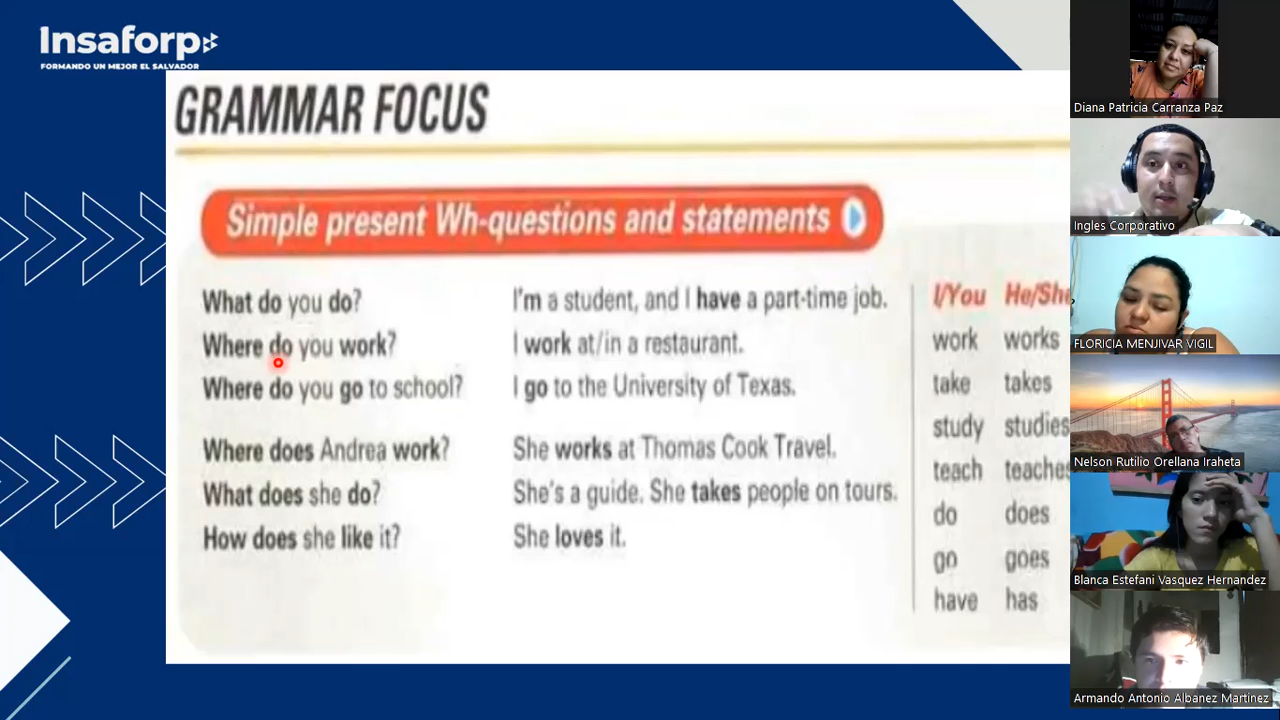 Insaforp
FORMANDO UN MEJOR EL SALVADOR
GRAMMAR FOCUS
Simple present Wh-questions and statements
What do you do? I'm a student, and I have a part-time job.
Where do you work? I work at/in a restaurant.
Where do you go to school? I go to the University of Texas.
Where does Andrea work? She works at Thomas Cook Travel.
What does she do? She's a guide. She takes people on tours.
How does she like it? She loves it.
I/You He/She
work works
take takes
study studies
teach teaches
do does
go goes
have has
Diana Patricia Carranza Paz
Ingles Corporativo
FLORICIA MENJIVAR VIGIL
Nelson Rutilio Orellana Iraheta
Blanca Estefani Vasquez Hernandez
Armando Antonio Albanez Martinez